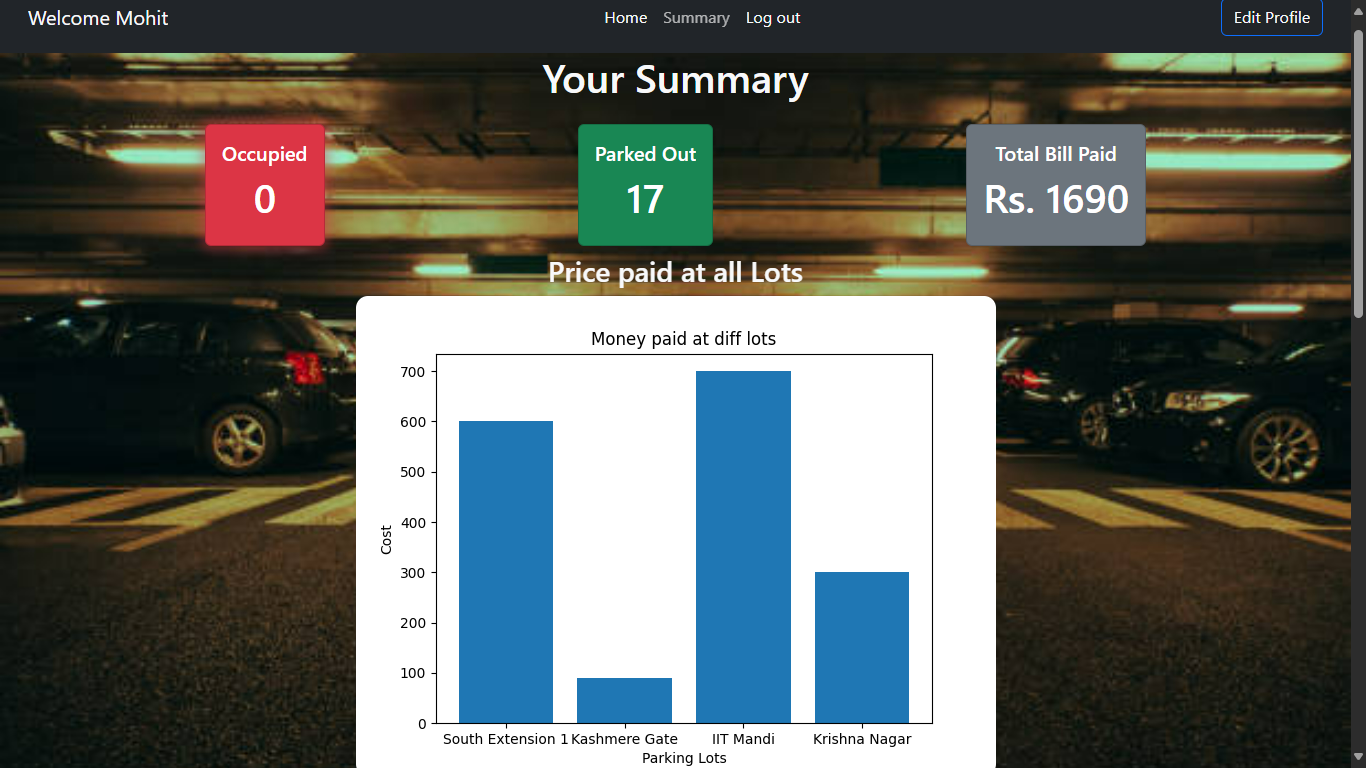 Welcome Mohit
Home Summary Log out
Edit Profile
Your Summary
Occupied
0
Parked Out
17
Total Bill Paid
Rs. 1690
Price paid at all Lots
Money paid at diff lots
700
600
500
400
300
200
100
0
Cost
South Extension 1 Kashmere Gate IIT Mandi Krishna Nagar
Parking Lots